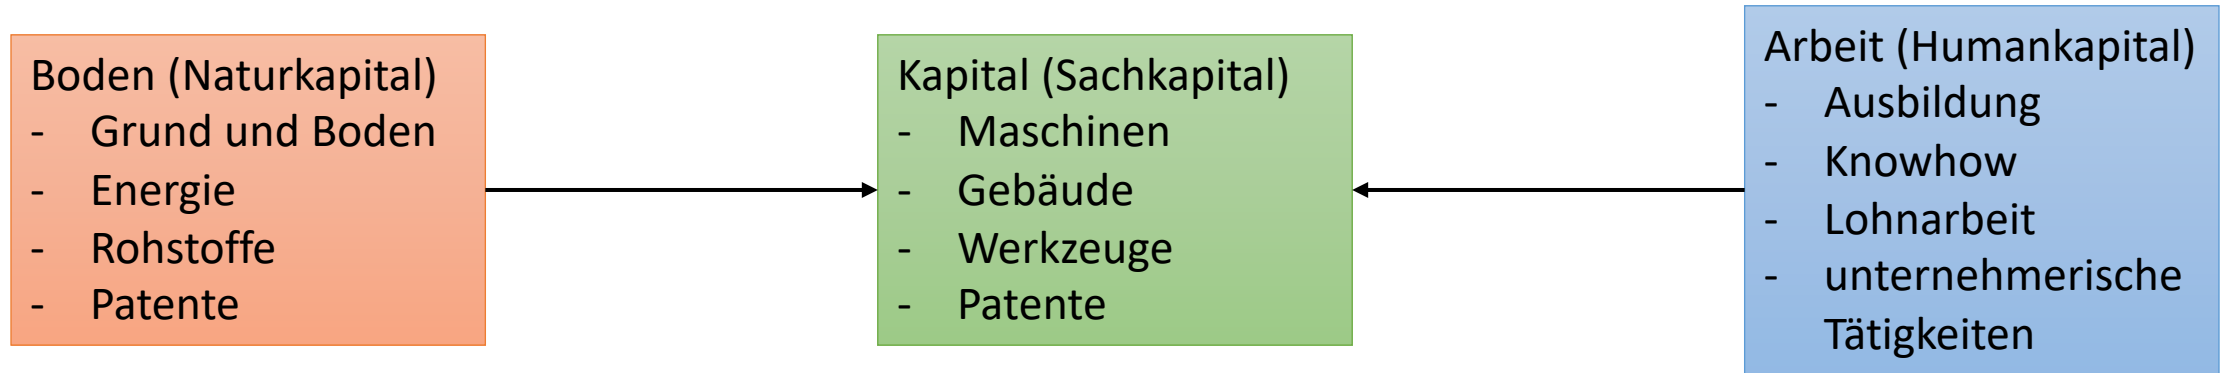 Boden (Naturkapital)
- Grund und Boden
- Energie
- Rohstoffe
- Patente
Kapital (Sachkapital)
- Maschinen
- Gebäude
- Werkzeuge
- Patente
Arbeit (Humankapital)
- Ausbildung
- Knowhow
- Lohnarbeit
- unternehmerische
Tätigkeiten